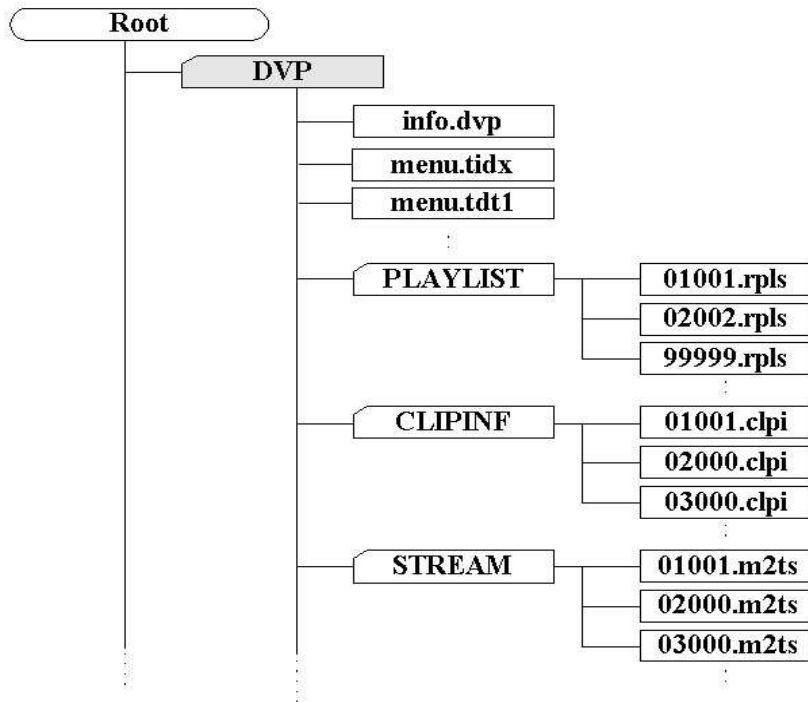 Root
DVP
info.dvp
menu.tidx
menu.tdt1
PLAYLIST
01001.rpls
02002.rpls
99999.rpls
CLIPINF
01001.clpi
02000.clpi
03000.clpi
STREAM
01001.m2ts
02000.m2ts
03000.m2ts